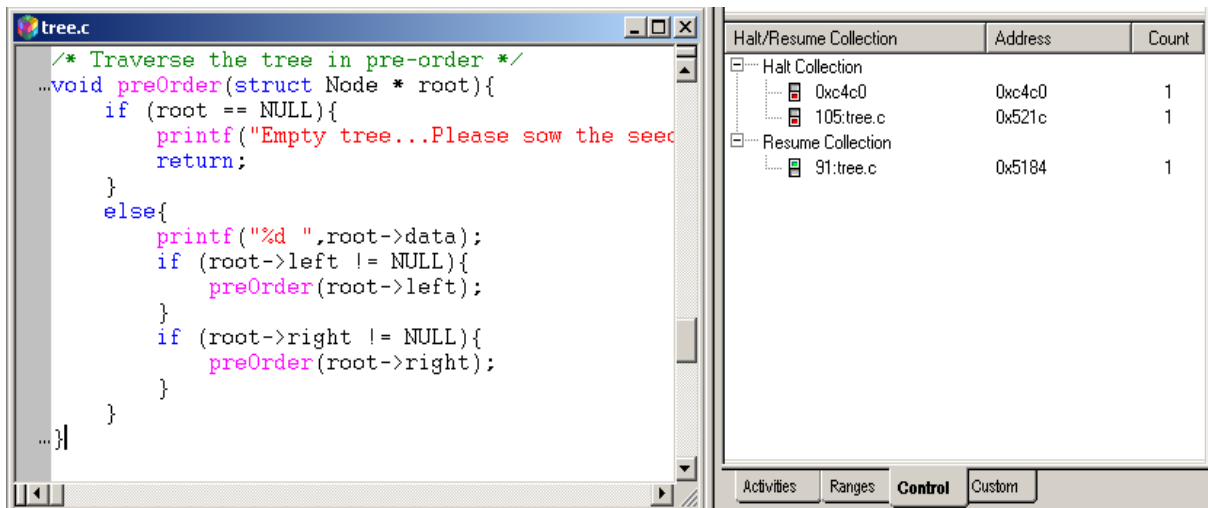 tree.c
/* Traverse the tree in pre-order */
void preOrder(struct Node * root){
if (root == NULL){
printf("Empty tree...Please sow the seed
return;
}
else{
printf("%d ",root->data);
if (root->left != NULL){
preOrder(root->left);
}
if (root->right != NULL){
preOrder(root->right);
}
}
}
Halt/Resume Collection Address Count
Halt Collection
0xc4c0 0xc4c0 1
105:tree.c 0x521c 1
Resume Collection
91:tree.c 0x5184 1
Activities Ranges Control Custom